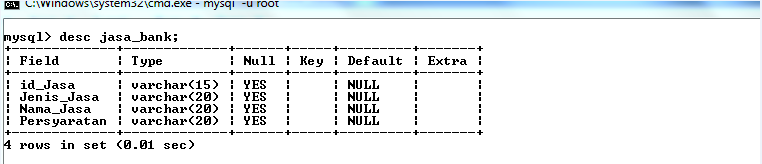 C:\Windows\system32\cmd.exe - mysql -u root
mysql> desc jasa_bank;
+-------------+-------------+------+-----+---------+-------+
| Field       | Type        | Null | Key | Default | Extra |
+-------------+-------------+------+-----+---------+-------+
| id_Jasa     | varchar(15) | YES  |     | NULL    |       |
| Jenis_Jasa  | varchar(20) | YES  |     | NULL    |       |
| Nama_Jasa   | varchar(20) | YES  |     | NULL    |       |
| Persyaratan | varchar(20) | YES  |     | NULL    |       |
+-------------+-------------+------+-----+---------+-------+
4 rows in set (0.01 sec)